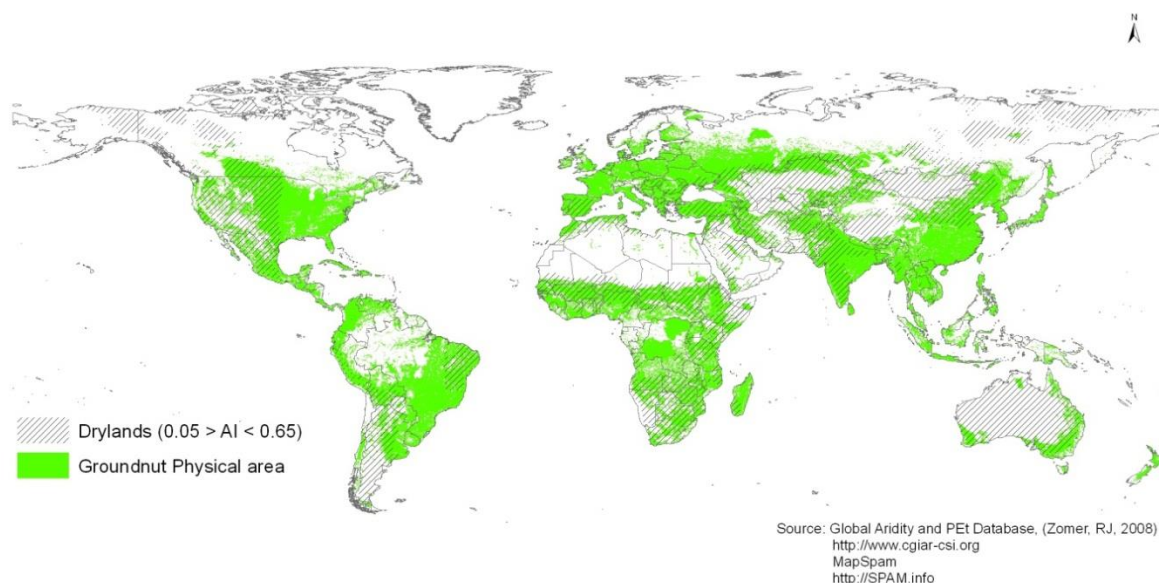 N
Drylands (0.05 > AI < 0.65)
Groundnut Physical area
Source: Global Aridity and PEt Database, (Zomer, RJ, 2008)
http://www.cgiar-csi.org
MapSpam
http://SPAM.info